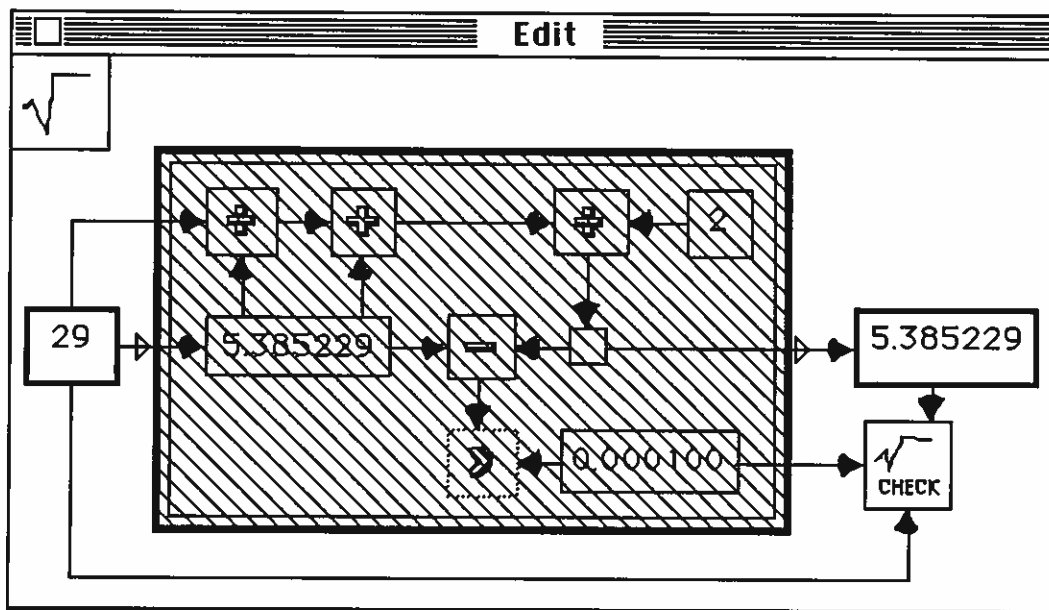 Edit
√
÷ + ÷ 2
29 5.385229 - 5.385229
> 0.000100 √
CHECK